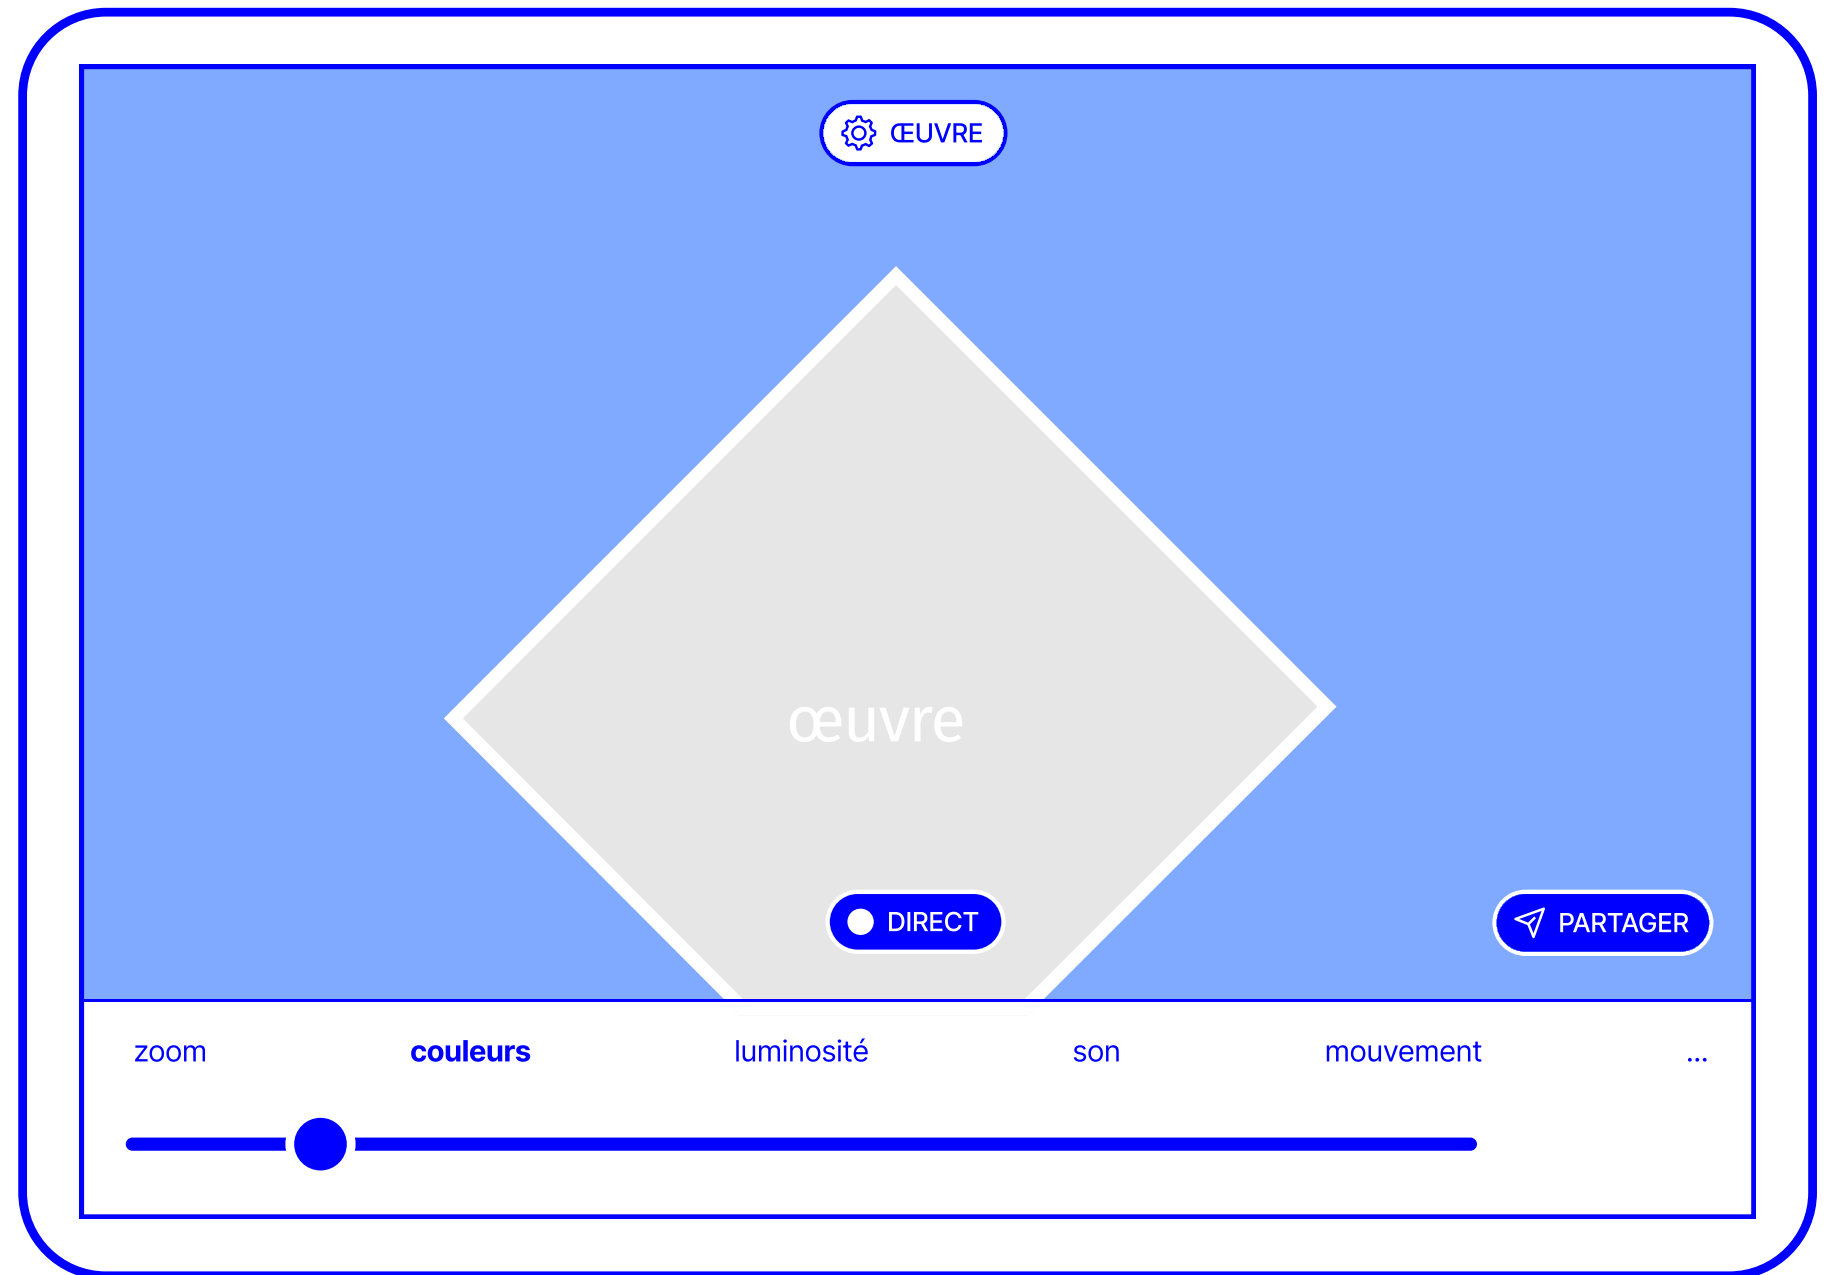 ŒUVRE
œuvre
DIRECT
PARTAGER
zoom couleurs luminosité son mouvement ...